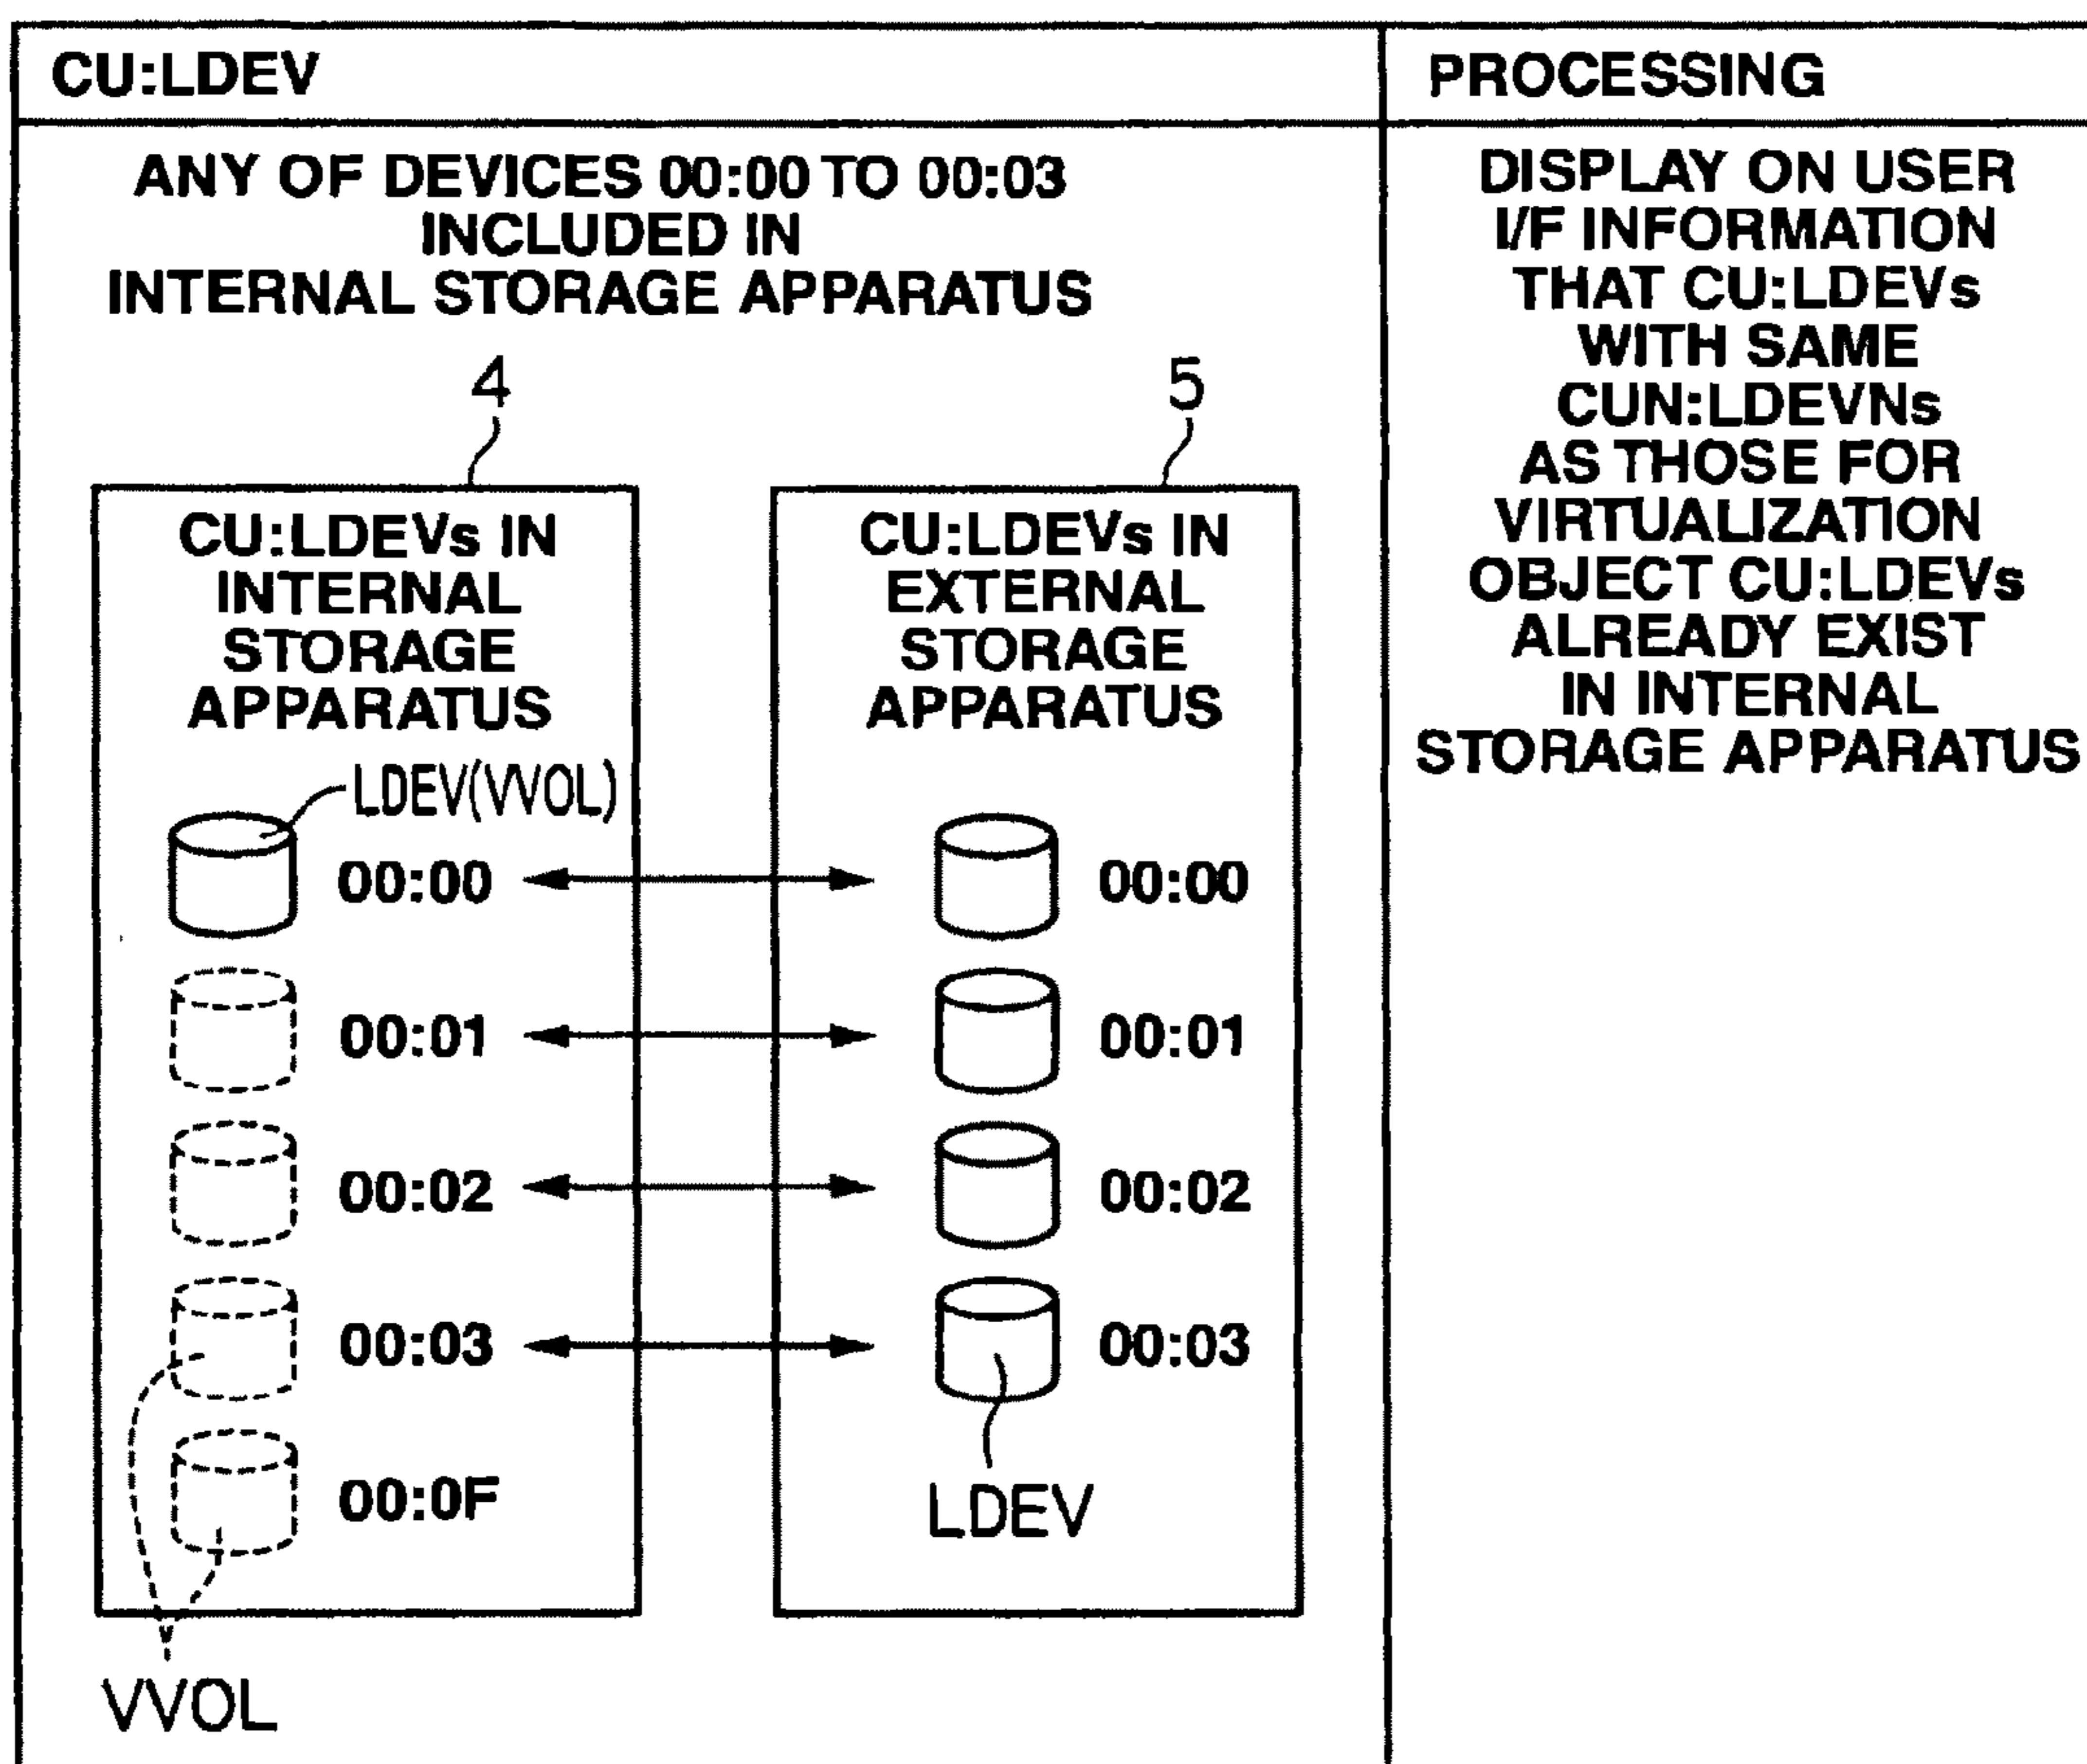 CU:LDEV
PROCESSING
ANY OF DEVICES 00:00 TO 00:03
INCLUDED IN
INTERNAL STORAGE APPARATUS
4
5
CU:LDEVs IN
INTERNAL
STORAGE
APPARATUS
LDEV(VVOL)
00:00
00:01
00:02
00:03
00:0F
VVOL
CU:LDEVs IN
EXTERNAL
STORAGE
APPARATUS
00:00
00:01
00:02
00:03
LDEV
DISPLAY ON USER
I/F INFORMATION
THAT CU:LDEVs
WITH SAME
CUN:LDEVNs
AS THOSE FOR
VIRTUALIZATION
OBJECT CU:LDEVs
ALREADY EXIST
IN INTERNAL
STORAGE APPARATUS